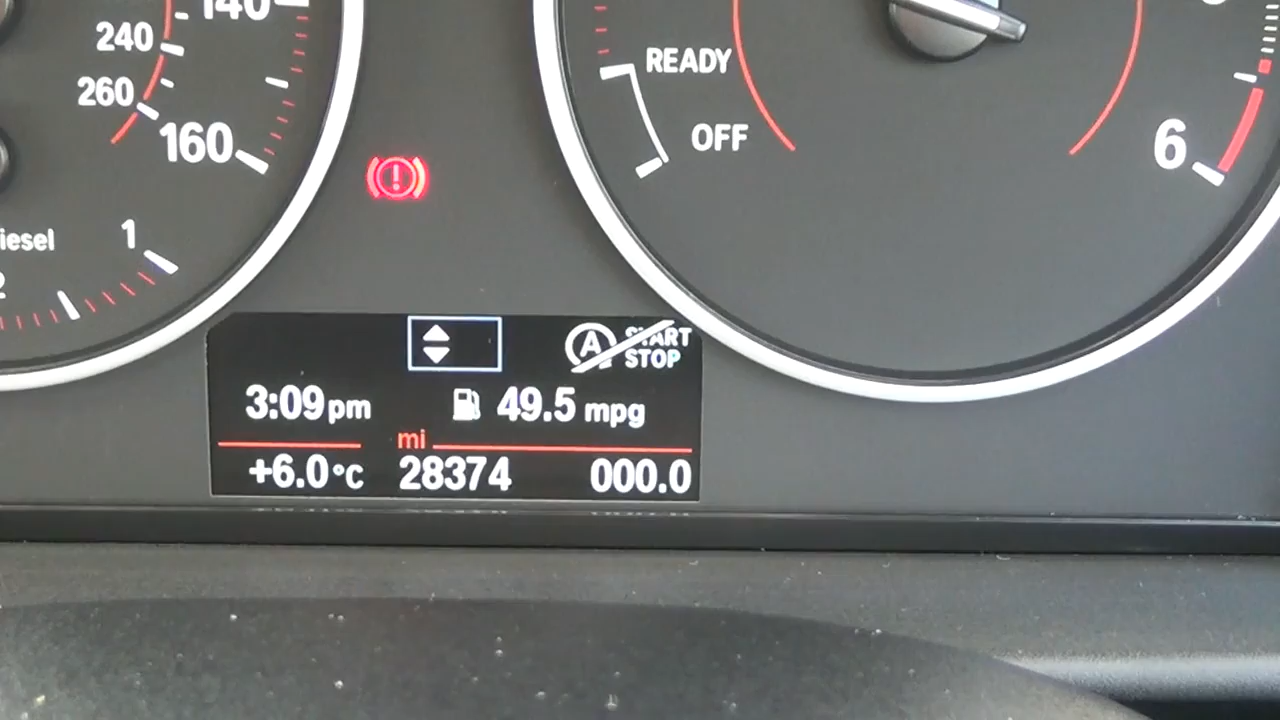 140
240
260
160
1
READY
OFF
6
START
STOP
A
3:09pm
49.5 mpg
mi
+6.0°C
28374
000.0